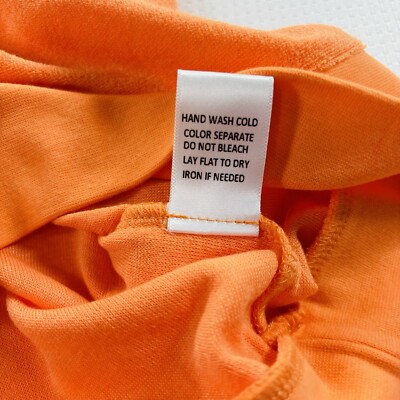 HAND WASH COLD
COLOR SEPARATE
DO NOT BLEACH
LAY FLAT TO DRY
IRON IF NEEDED